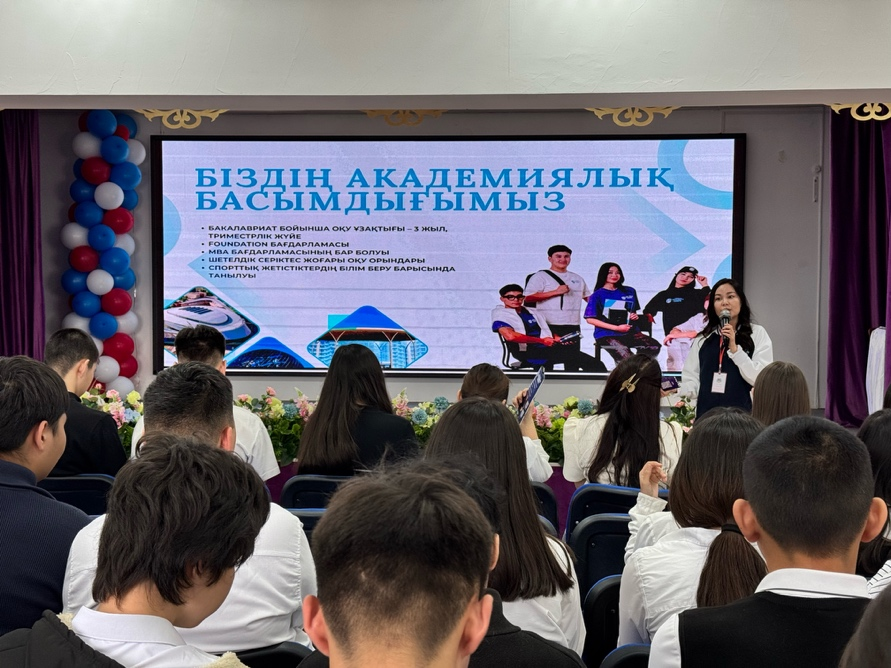 БІЗДІҢ АКАДЕМИЯЛЫҚ
БАСЫМДЫҒЫМЫЗ
• БАКАЛАВРИАТ БОЙЫНША ОҚУ ҰЗАҚТЫҒЫ – 3 ЖЫЛ,
ТРИМЕСТРЛІК ЖҮЙЕ
• FOUNDATION БАҒДАРЛАМАСЫ
• MBA БАҒДАРЛАМАСЫНЫҢ БАР БОЛУЫ
• ШЕТЕЛДІК СЕРІКТЕС ЖОҒАРЫ ОҚУ ОРЫНДАРЫ
• СПОРТТЫҚ ЖЕТІСТІКТЕРДІҢ БІЛІМ БЕРУ БАРЫСЫНДА
ТАНЫЛУЫ